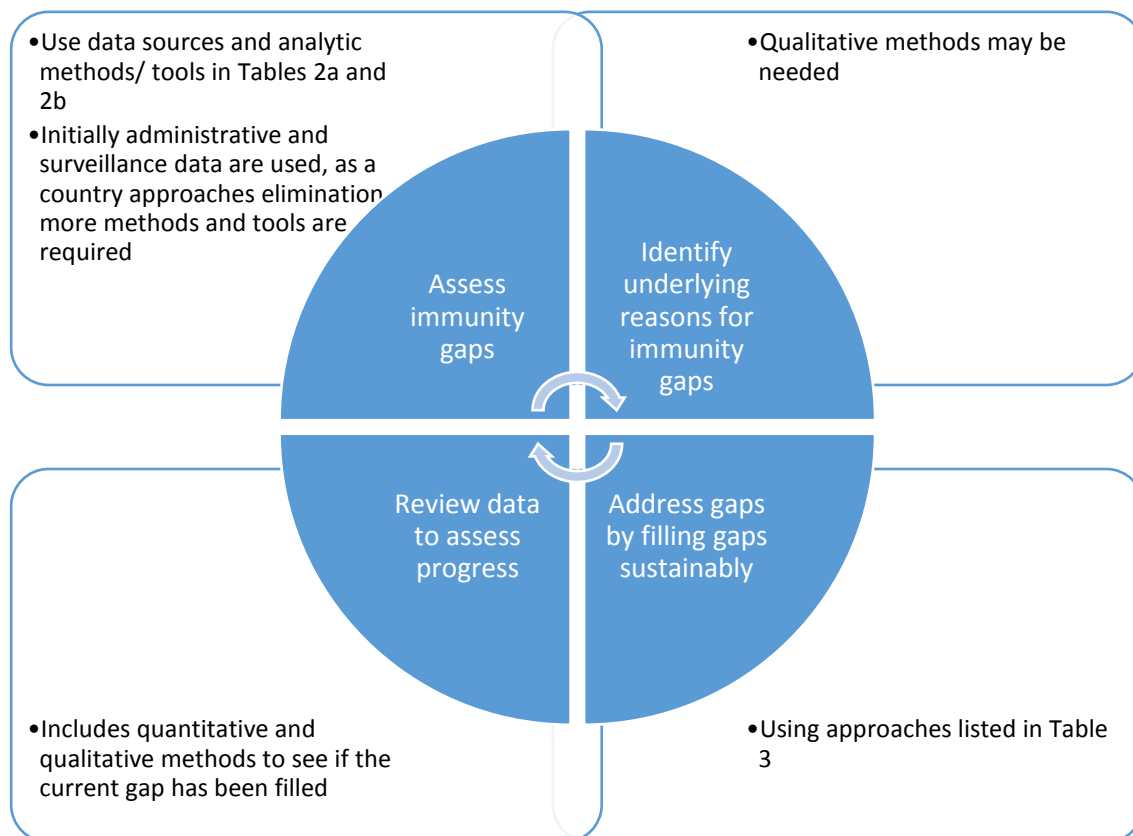 •Use data sources and analytic
methods/ tools in Tables 2a and
2b
•Initially administrative and
surveillance data are used, as a
country approaches elimination
more methods and tools are
required
•Qualitative methods may be
needed
Assess
immunity
gaps
Identify
underlying
reasons for
immunity
gaps
Review data
to assess
progress
Address gaps
by filling gaps
sustainably
•Includes quantitative and
qualitative methods to see if the
current gap has been filled
•Using approaches listed in Table
3